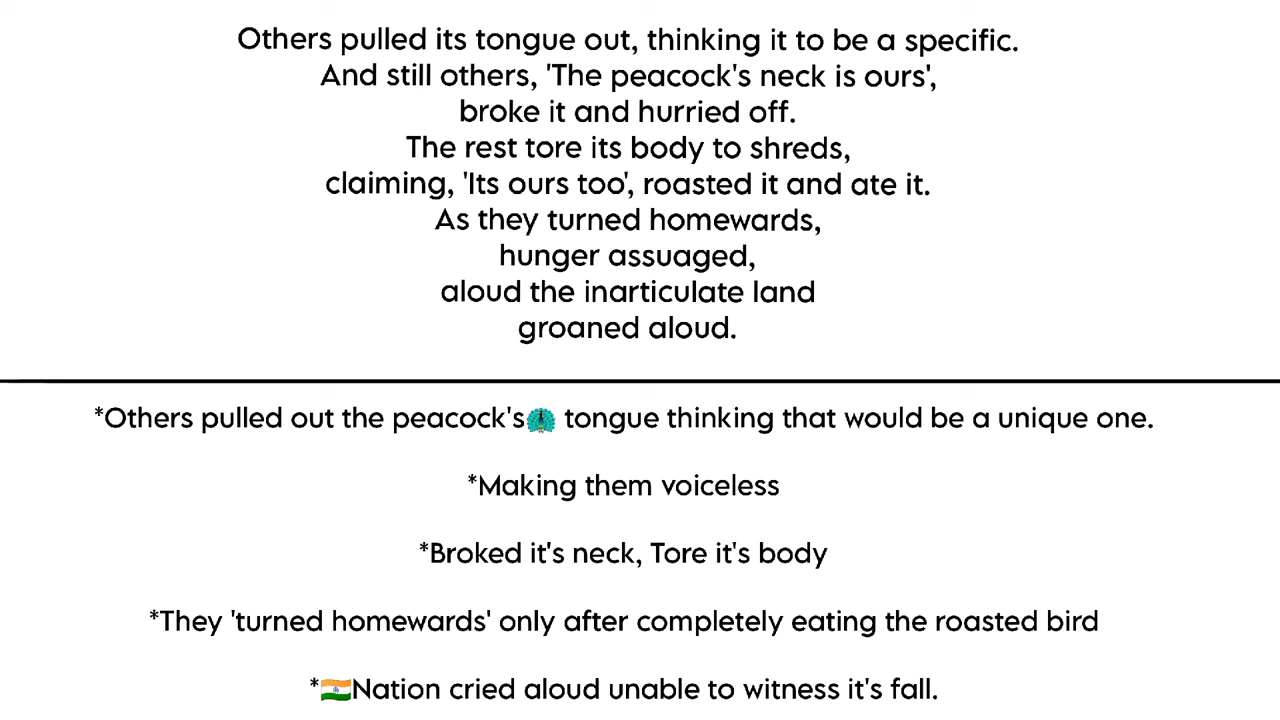 Others pulled its tongue out, thinking it to be a specific.
And still others, 'The peacock's neck is ours',
broke it and hurried off.
The rest tore its body to shreds,
claiming, 'Its ours too', roasted it and ate it.
As they turned homewards,
hunger assuaged,
aloud the inarticulate land
groaned aloud.
*Others pulled out the peacock's🦚 tongue thinking that would be a unique one.
*Making them voiceless
*Broked it's neck, Tore it's body
*They 'turned homewards' only after completely eating the roasted bird
*🇮🇳Nation cried aloud unable to witness it's fall.